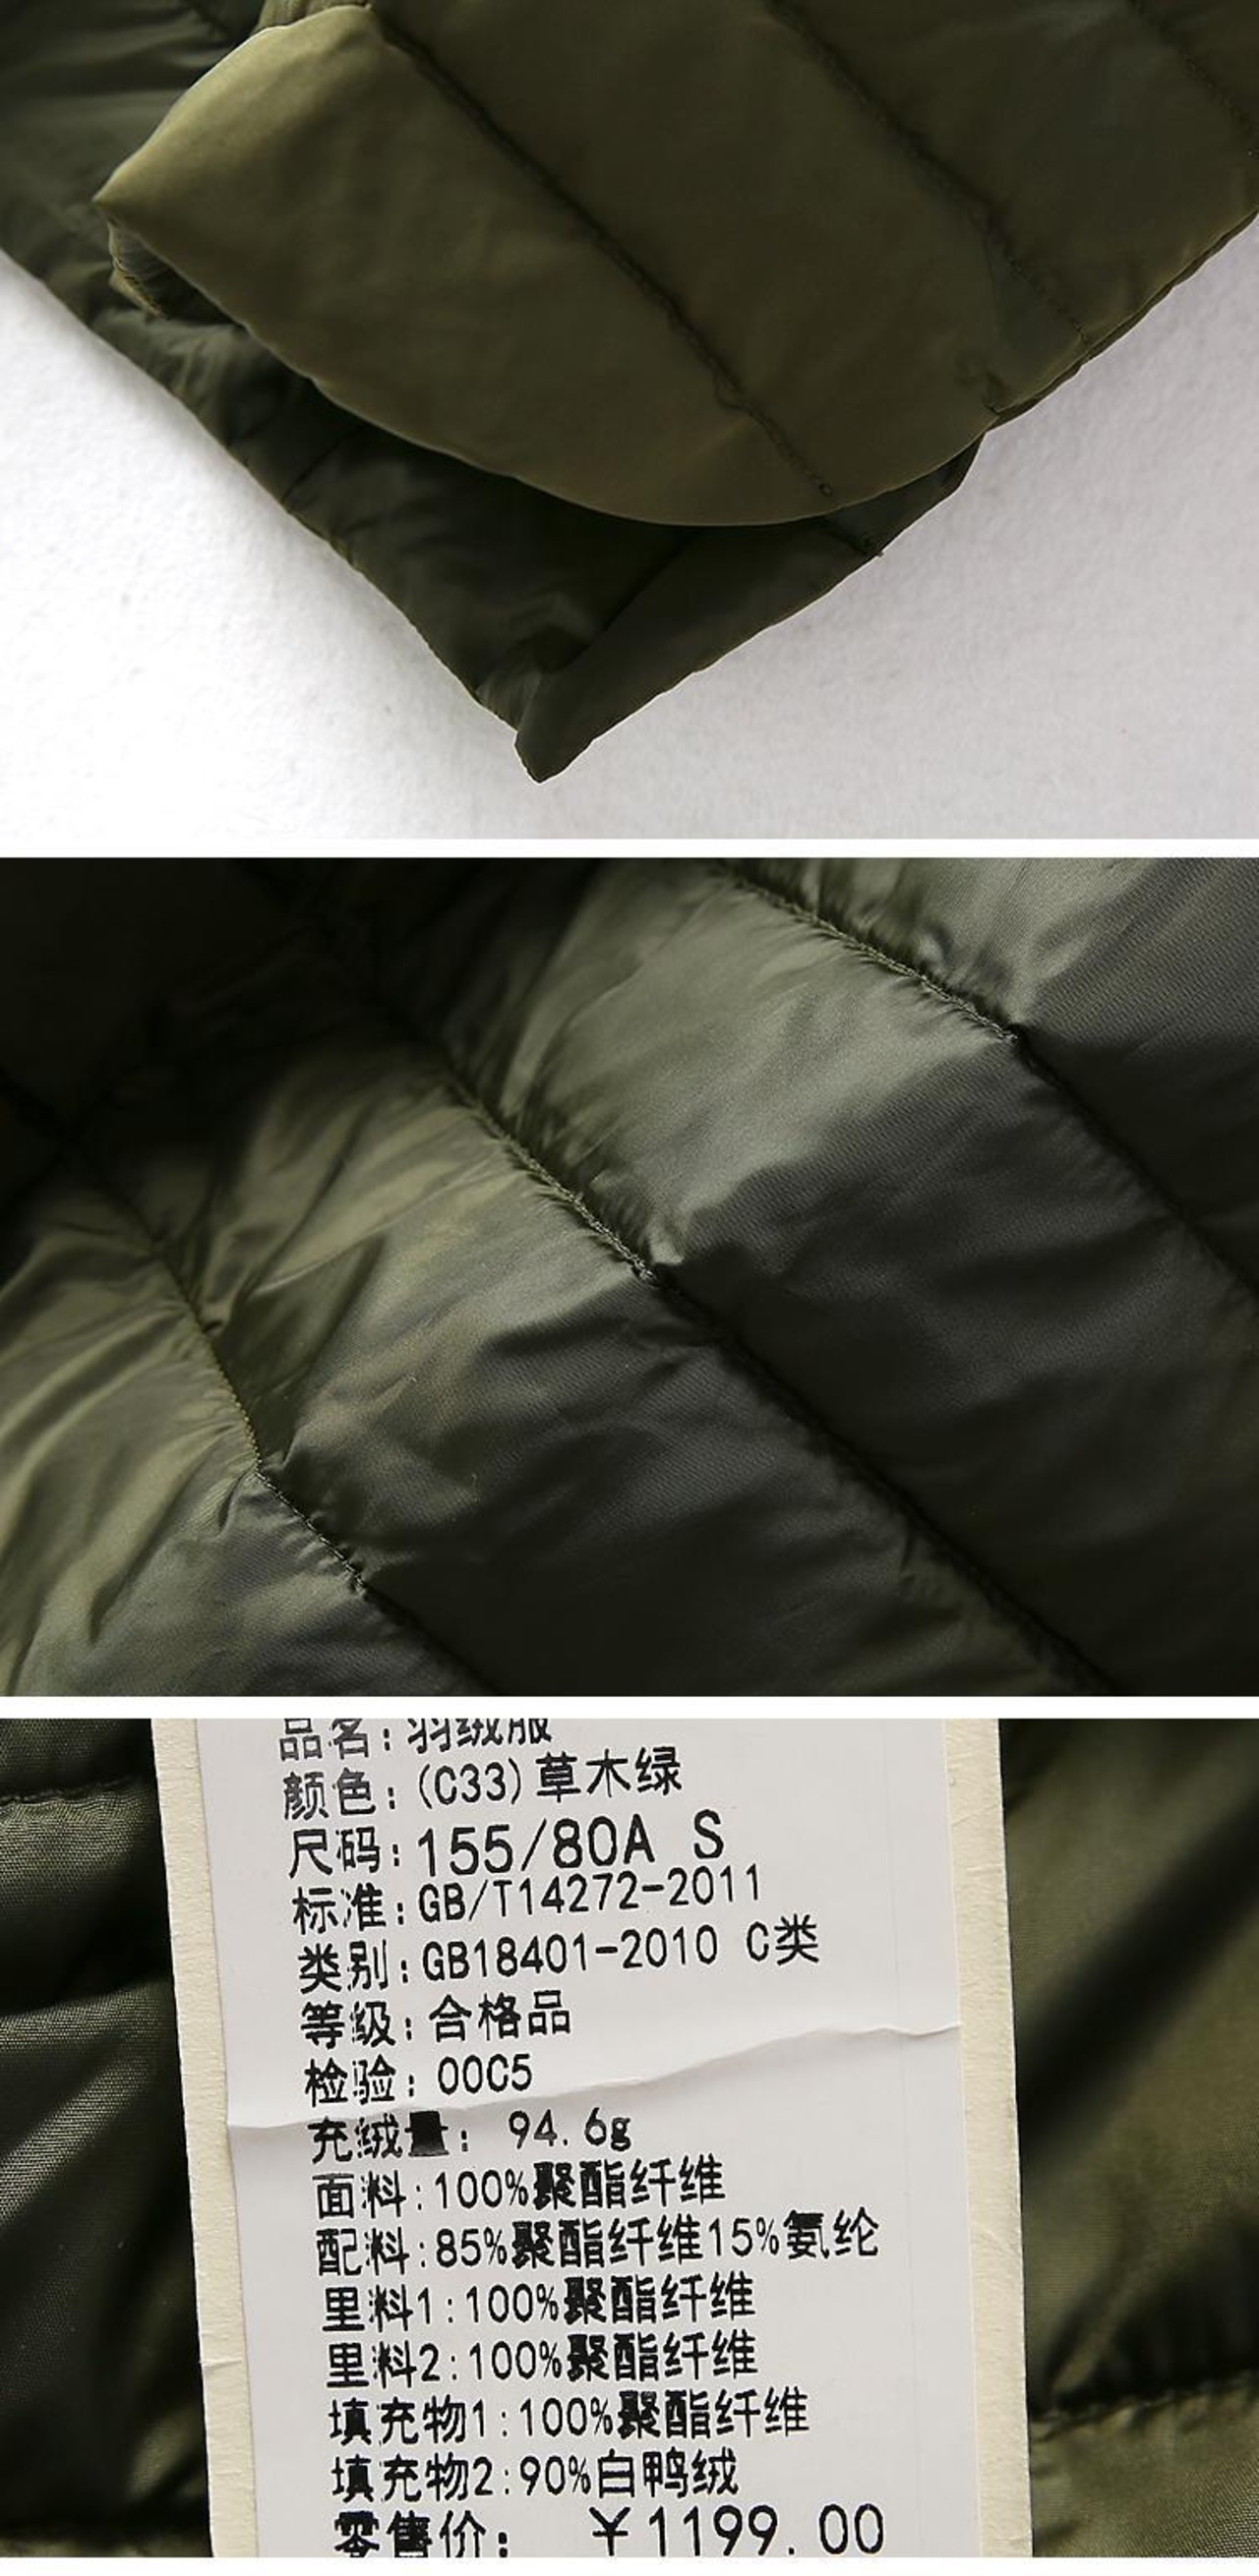 品名:羽绒服
颜色:(C33)草木绿
尺码:155/80A S
标准:GB/T14272-2011
类别:GB18401-2010 C类
等级:合格品
检验:00C5
充绒量: 94.6g
面料:100%聚酯纤维
配料:85%聚酯纤维15%氨纶
里料1:100%聚酯纤维
里料2:100%聚酯纤维
填充物1:100%聚酯纤维
填充物2:90%白鸭绒
零售价: ¥1199.00